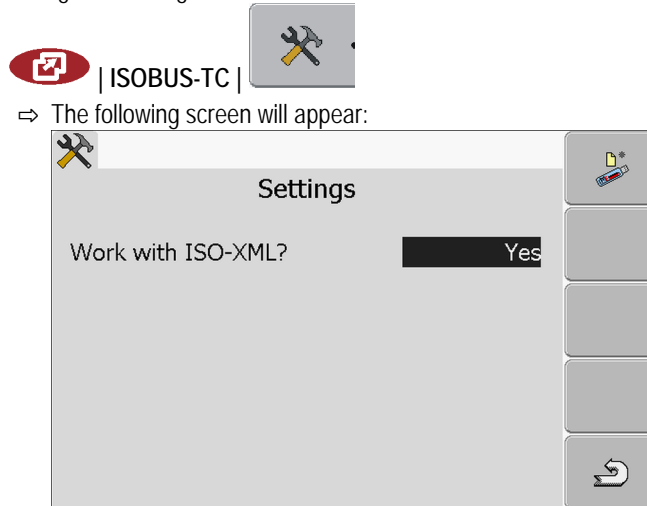 | ISOBUS-TC |
⇨ The following screen will appear:
Settings
Work with ISO-XML? Yes